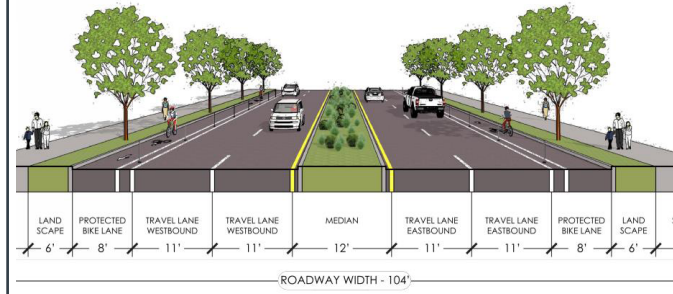 LAND SCAPE
PROTECTED BIKE LANE
TRAVEL LANE WESTBOUND
TRAVEL LANE WESTBOUND
MEDIAN
TRAVEL LANE EASTBOUND
TRAVEL LANE EASTBOUND
PROTECTED BIKE LANE
LAND SCAPE
6' 8' 11' 11' 12' 11' 11' 8' 6'
ROADWAY WIDTH - 104'